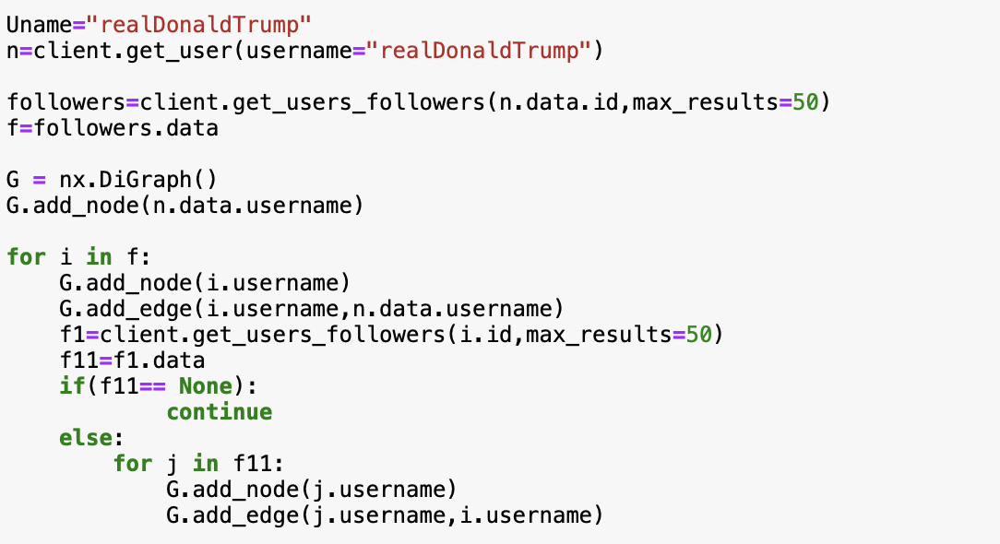 Uname="realDonaldTrump"
n=client.get_user(username="realDonaldTrump")
followers=client.get_users_followers(n.data.id,max_results=50)
f=followers.data
G = nx.DiGraph()
G.add_node(n.data.username)
for i in f:
    G.add_node(i.username)
    G.add_edge(i.username,n.data.username)
    f1=client.get_users_followers(i.id,max_results=50)
    f11=f1.data
    if(f11== None):
            continue
    else:
        for j in f11:
            G.add_node(j.username)
            G.add_edge(j.username,i.username)